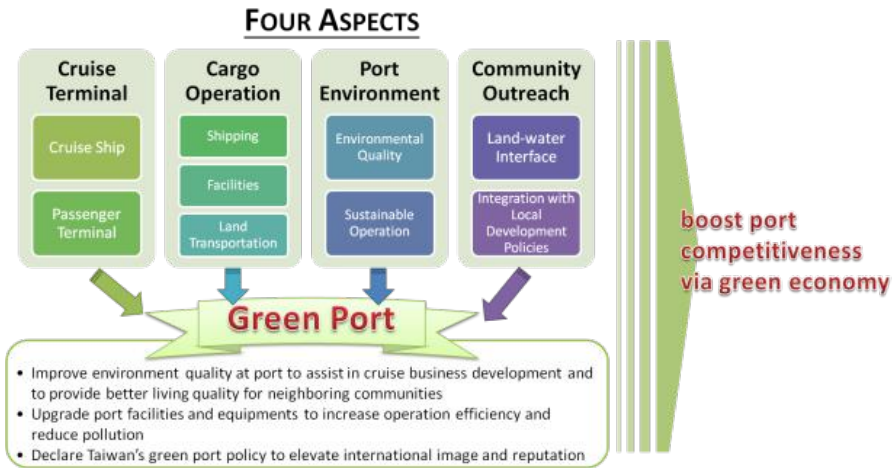 FOUR ASPECTS
Cruise
Terminal
Cruise Ship
Passenger
Terminal
Cargo
Operation
Shipping
Facilities
Land
Transportation
Port
Environment
Environmental
Quality
Sustainable
Operation
Community
Outreach
Land-water
Interface
Integration with
Local
Development
Policies
boost port
competitiveness
via green economy
Green Port
• Improve environment quality at port to assist in cruise business development and
to provide better living quality for neighboring communities
• Upgrade port facilities and equipments to increase operation efficiency and
reduce pollution
• Declare Taiwan's green port policy to elevate international image and reputation